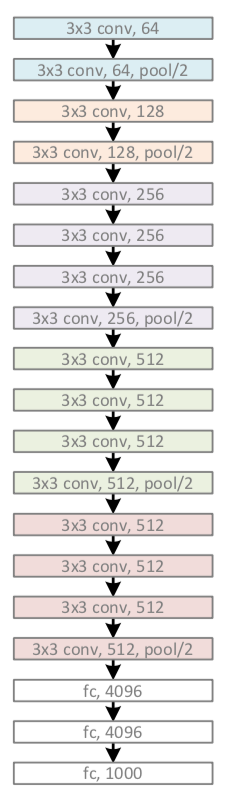 3x3 conv, 64
3x3 conv, 64, pool/2
3x3 conv, 128
3x3 conv, 128, pool/2
3x3 conv, 256
3x3 conv, 256
3x3 conv, 256
3x3 conv, 256, pool/2
3x3 conv, 512
3x3 conv, 512
3x3 conv, 512
3x3 conv, 512, pool/2
3x3 conv, 512
3x3 conv, 512
3x3 conv, 512
3x3 conv, 512, pool/2
fc, 4096
fc, 4096
fc, 1000